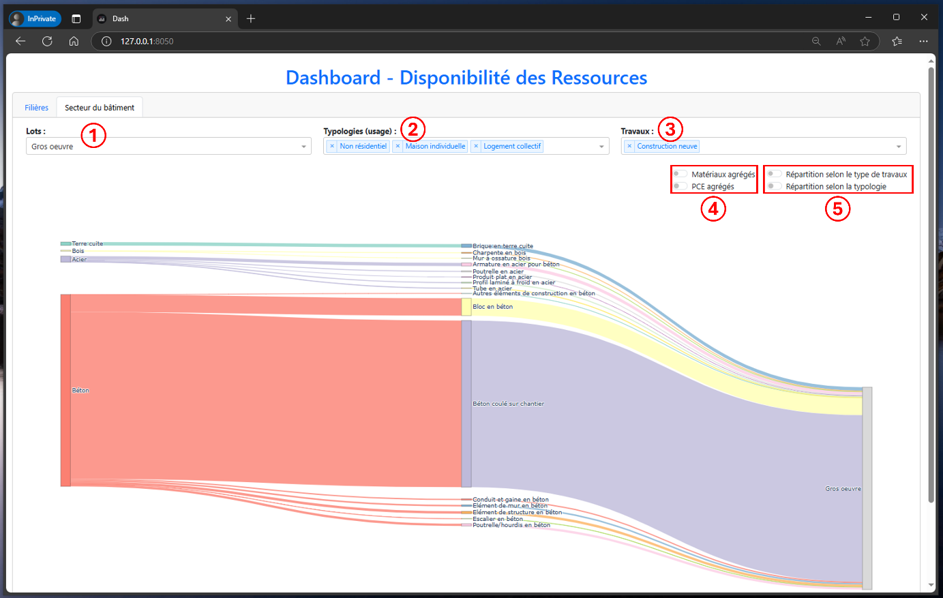 InPrivate
Dash
127.0.0.1:8050
Dashboard - Disponibilité des Ressources
Filières
Secteur du bâtiment
Lots :
1
Typologies (usage) :
2
Travaux :
3
Gros oeuvre
× Non résidentiel × Maison individuelle × Logement collectif
× Construction neuve
Matériaux agrégés
PCE agrégés
4
Répartition selon le type de travaux
Répartition selon la typologie
5
Terre cuite
Bois
Acier
Béton
Brique en terre cuite
Charpente en bois
Mur à ossature bois
Armature en acier pour béton
Poutrelle en acier
Produit plat en acier
Profil laminé à froid en acier
Tube en acier
Autres éléments de construction en béton
Bloc en béton
Béton coulé sur chantier
Conduit et gaine en béton
Elément de mur en béton
Elément de structure en béton
Escalier en béton
Poutrelle/hourdis en béton
Gros oeuvre